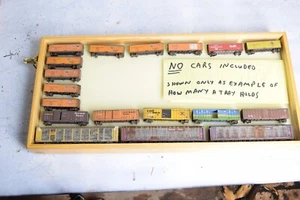 NO CARS INCLUDED
SHOWN ONLY AS EXAMPLE OF
HOW MANY A TRAY HOLDS